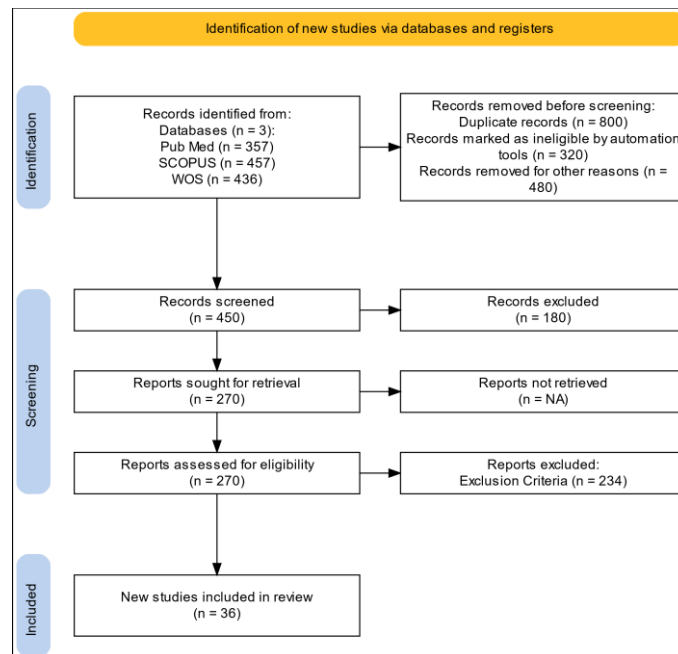 Identification of new studies via databases and registers
Identification
Records identified from:
Databases (n = 3):
Pub Med (n = 357)
SCOPUS (n = 457)
WOS (n = 436)
Records removed before screening:
Duplicate records (n = 800)
Records marked as ineligible by automation
tools (n = 320)
Records removed for other reasons (n =
480)
Screening
Records screened
(n = 450)
Records excluded
(n = 180)
Reports sought for retrieval
(n = 270)
Reports not retrieved
(n = NA)
Reports assessed for eligibility
(n = 270)
Reports excluded:
Exclusion Criteria (n = 234)
Included
New studies included in review
(n = 36)